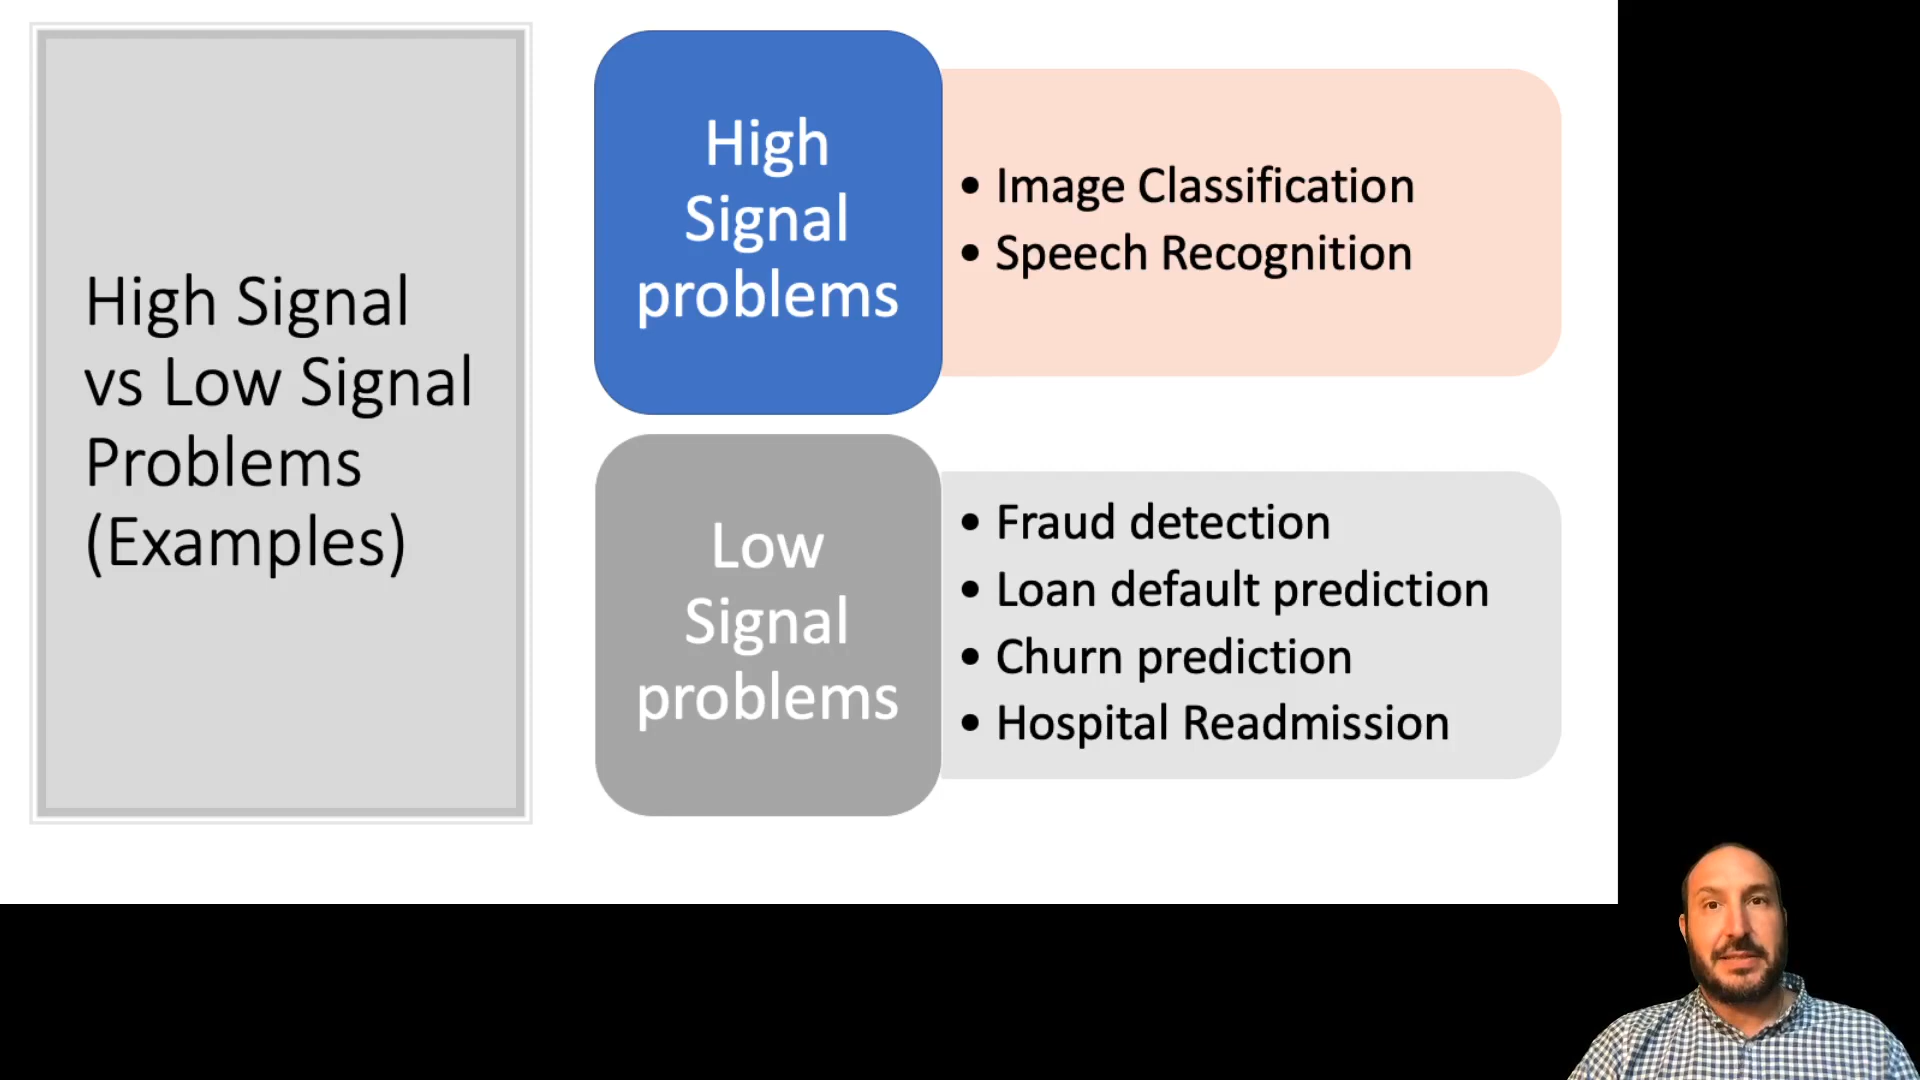 High Signal
vs Low Signal
Problems
(Examples)
High
Signal
problems
• Image Classification
• Speech Recognition
Low
Signal
problems
• Fraud detection
• Loan default prediction
• Churn prediction
• Hospital Readmission